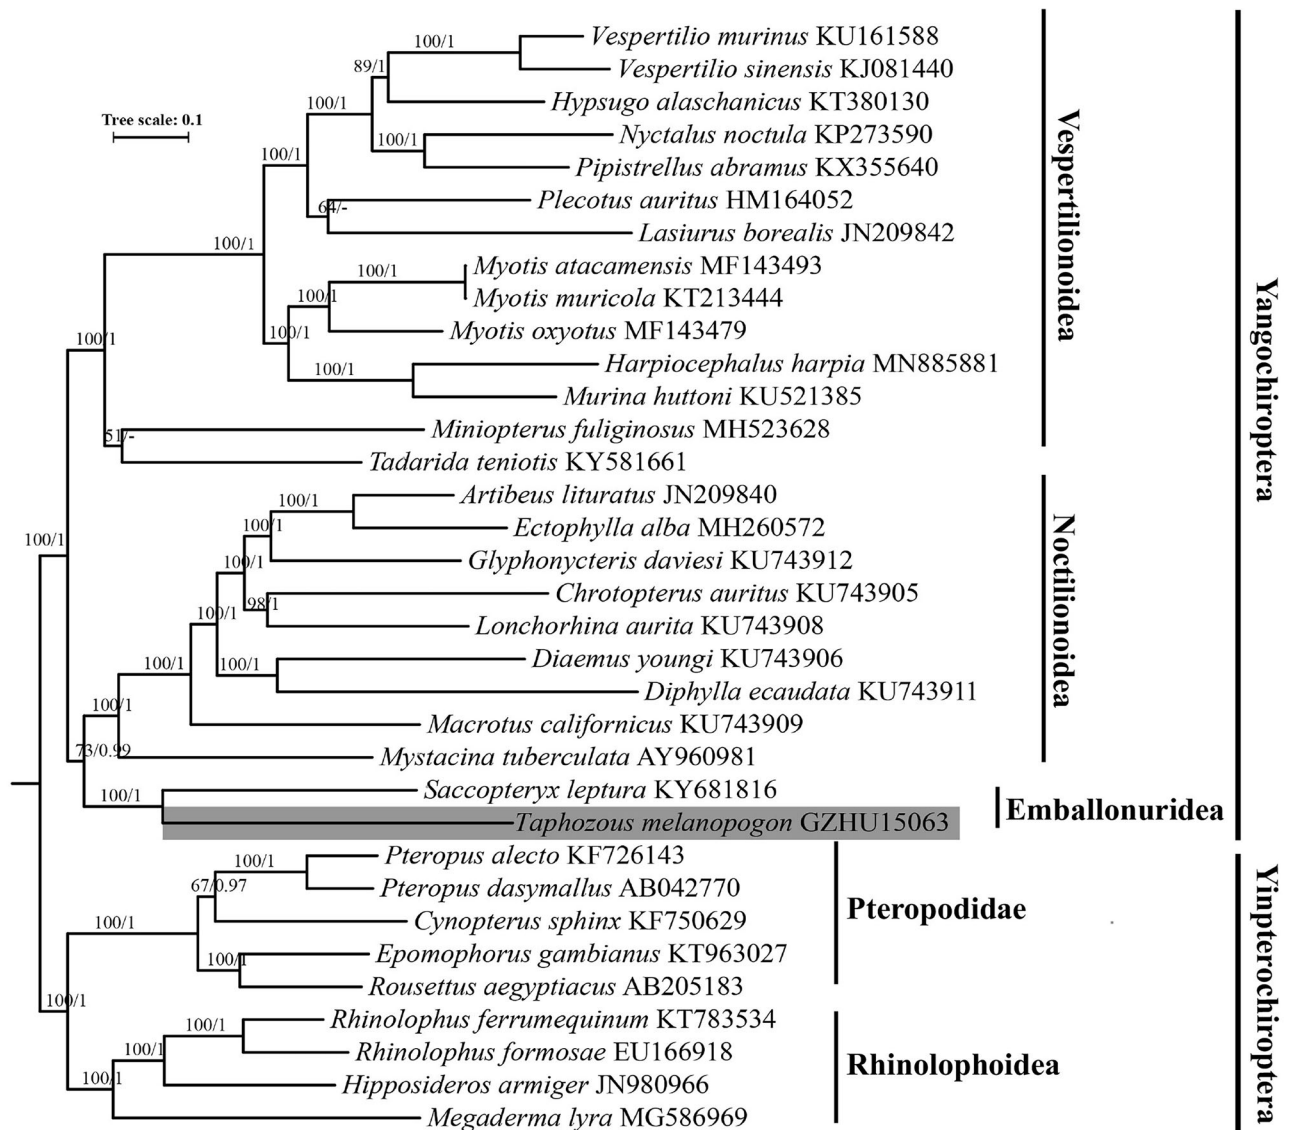 100/1
Vespertilio murinus KU161588
89/1
Vespertilio sinensis KJ081440
Tree scale: 0.1
100/1
Hypsugo alaschanicus KT380130
100/1
Nyctalus noctula KP273590
100/1
Pipistrellus abramus KX355640
64/-
Plecotus auritus HM164052
Lasiurus borealis JN209842
100/1
100/1
Myotis atacamensis MF143493
100/1
Myotis muricola KT213444
100/1
100/1
Myotis oxyotus MF143479
100/1
Harpiocephalus harpia MN885881
Murina huttoni KU521385
51/-
Miniopterus fuliginosus MH523628
Tadarida teniotis KY581661
Vespertilionoidea
100/1
Artibeus lituratus JN209840
100/1
100/1
Ectophylla alba MH260572
100/1
Glyphonycteris daviesi KU743912
98/1
Chrotopterus auritus KU743905
100/1
Lonchorhina aurita KU743908
100/1
100/1
Diaemus youngi KU743906
Diphylla ecaudata KU743911
100/1
Macrotus californicus KU743909
73/0.99
Mystacina tuberculata AY960981
Noctilionoidea
100/1
Saccopteryx leptura KY681816
Taphozous melanopogon GZHU15063
Emballonuridea
Yangochiroptera
100/1
Pteropus alecto KF726143
67/0.97
Pteropus dasymallus AB042770
100/1
Cynopterus sphinx KF750629
100/1
Epomophorus gambianus KT963027
Rousettus aegyptiacus AB205183
Pteropodidae
100/1
100/1
Rhinolophus ferrumequinum KT783534
100/1
Rhinolophus formosae EU166918
100/1
Hipposideros armiger JN980966
Megaderma lyra MG586969
Rhinolophoidea
Yinpterochiroptera